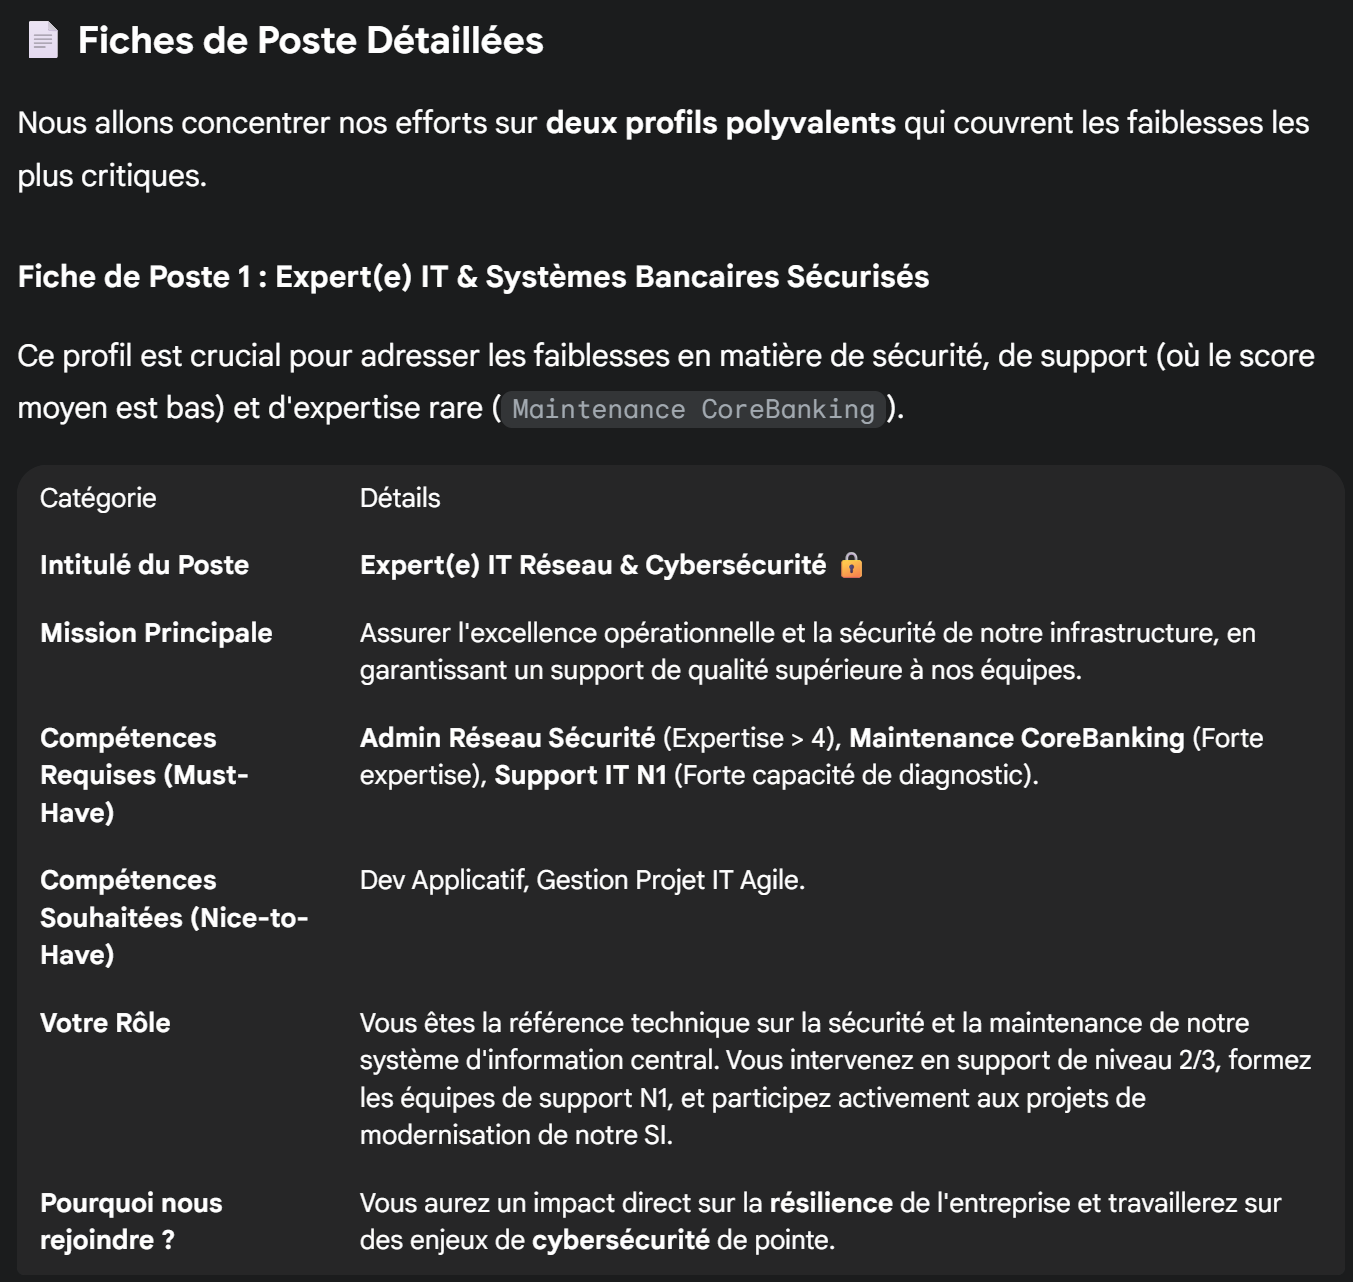 Fiches de Poste Détaillées
Nous allons concentrer nos efforts sur deux profils polyvalents qui couvrent les faiblesses les
plus critiques.
Fiche de Poste 1 : Expert(e) IT & Systèmes Bancaires Sécurisés
Ce profil est crucial pour adresser les faiblesses en matière de sécurité, de support (où le score
moyen est bas) et d'expertise rare ( Maintenance CoreBanking ).
Catégorie Détails
Intitulé du Poste Expert(e) IT Réseau & Cybersécurité 🔒
Mission Principale Assurer l'excellence opérationnelle et la sécurité de notre infrastructure, en
garantissant un support de qualité supérieure à nos équipes.
Compétences Admin Réseau Sécurité (Expertise > 4), Maintenance CoreBanking (Forte
Requises (Must- expertise), Support IT N1 (Forte capacité de diagnostic).
Have)
Compétences Dev Applicatif, Gestion Projet IT Agile.
Souhaitées (Nice-to-
Have)
Votre Rôle Vous êtes la référence technique sur la sécurité et la maintenance de notre
système d'information central. Vous intervenez en support de niveau 2/3, formez
les équipes de support N1, et participez activement aux projets de
modernisation de notre SI.
Pourquoi nous Vous aurez un impact direct sur la résilience de l'entreprise et travaillerez sur
rejoindre ? des enjeux de cybersécurité de pointe.